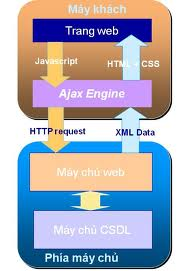 Máy khách
Trang web
Javascript
HTML + CSS
Ajax Engine
HTTP request
XML Data
Máy chủ web
Máy chủ CSDL
Phía máy chủ